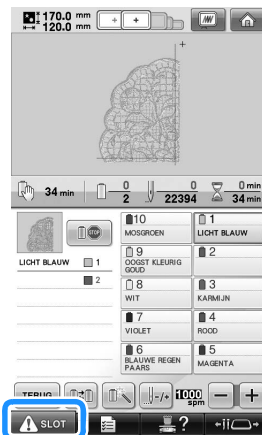 170.0 mm
120.0 mm
34 min
0
2
0
22394
0 min
34 min
STOP
LICHT BLAUW 1
2
10
MOSGROEN
1
LICHT BLAUW
9
OOGST KLEURIG
GOUD
2
8
WIT
3
KARMIJN
7
VIOLET
4
ROOD
6
BLAUWE REGEN
PAARS
5
MAGENTA
TERUG
-/+
1000
spm
- +
SLOT
?